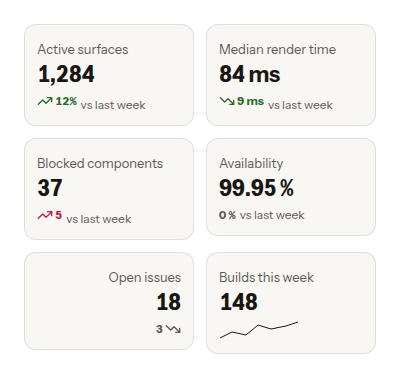 Active surfaces
1,284
12% vs last week
Median render time
84 ms
9 ms vs last week
Blocked components
37
5 vs last week
Availability
99.95 %
0 % vs last week
Open issues
18
3
Builds this week
148